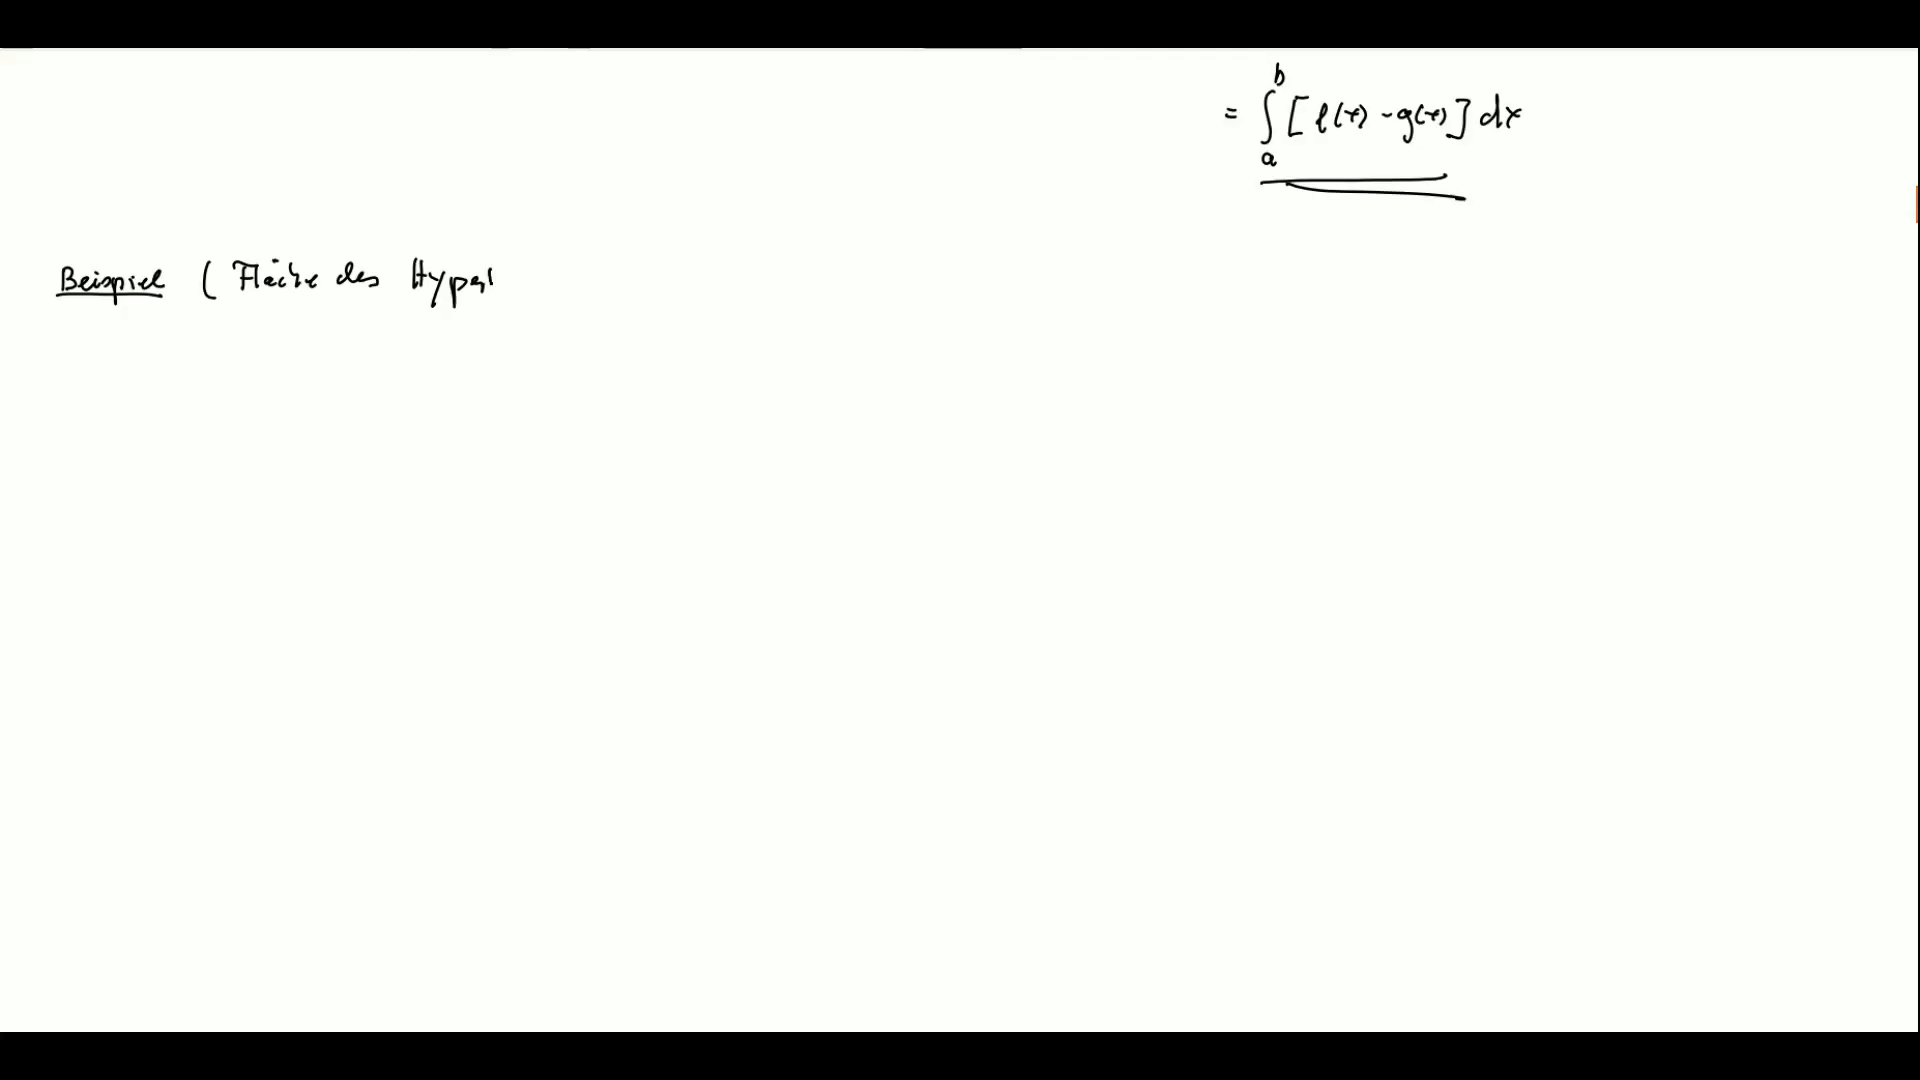 = ∫_a^b [f(x) - g(x)] dx
Beispiel ( Fläche des Hyper